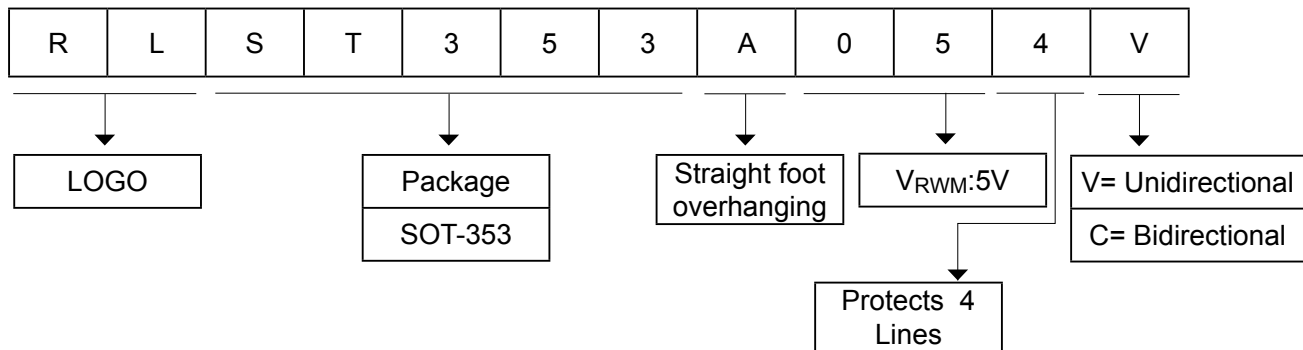 R L S T 3 5 3 A 0 5 4 V
LOGO
Package
SOT-353
Straight foot
overhanging
VRWM:5V
V= Unidirectional
C= Bidirectional
Protects 4
Lines